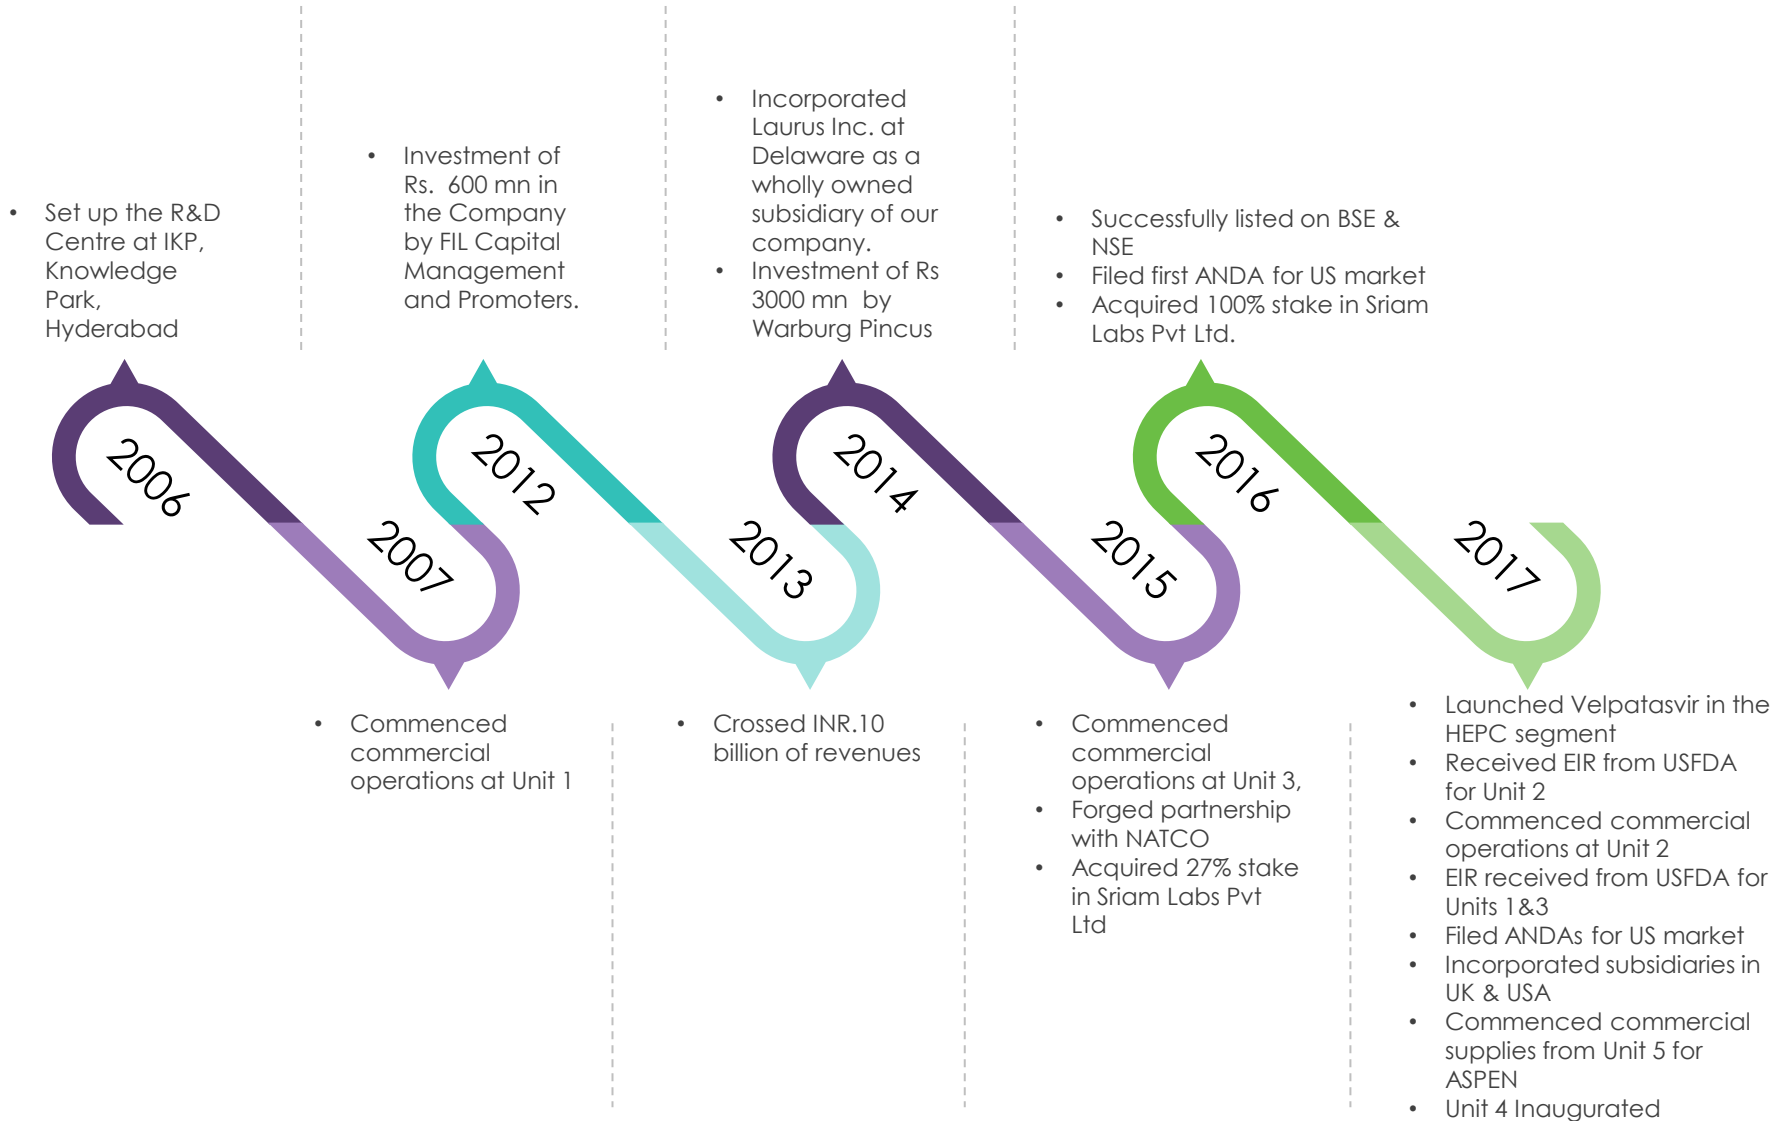 • Set up the R&D
Centre at IKP,
Knowledge
Park,
Hyderabad
2006
• Commenced
commercial
operations at Unit 1
2007
• Investment of
Rs. 600 mn in
the Company
by FIL Capital
Management
and Promoters.
2012
• Crossed INR.10
billion of revenues
2013
• Incorporated
Laurus Inc. at
Delaware as a
wholly owned
subsidiary of our
company.
• Investment of Rs
3000 mn by
Warburg Pincus
2014
• Commenced
commercial
operations at Unit 3,
• Forged partnership
with NATCO
• Acquired 27% stake
in Sriam Labs Pvt
Ltd
2015
• Successfully listed on BSE &
NSE
• Filed first ANDA for US market
• Acquired 100% stake in Sriam
Labs Pvt Ltd.
2016
2017
• Launched Velpatasvir in the
HEPC segment
• Received EIR from USFDA
for Unit 2
• Commenced commercial
operations at Unit 2
• EIR received from USFDA for
Units 1&3
• Filed ANDAs for US market
• Incorporated subsidiaries in
UK & USA
• Commenced commercial
supplies from Unit 5 for
ASPEN
• Unit 4 Inaugurated